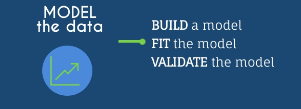 MODEL
the data
BUILD a model
FIT the model
VALIDATE the model